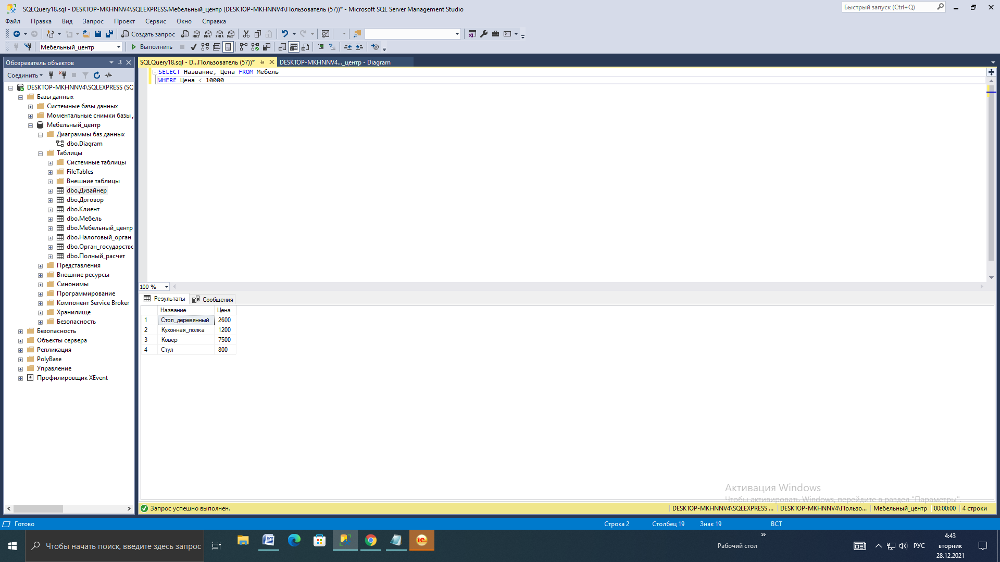 SQLQuery18.sql - DESKTOP-MKHNNV4\SQLEXPRESS.Мебельный_центр (DESKTOP-MKHNNV4\Пользователь (57))* - Microsoft SQL Server Management Studio
Быстрый запуск (Ctrl+Q)
Файл Правка Вид Запрос Проект Сервис Окно Справка
Создать запрос
MDX DMX XMLA DAX
Мебельный_центр
Выполнить
Обозреватель объектов
SQLQuery18.sql - D...Пользователь (57))*
DESKTOP-MKHNNV4..._центр - Diagram
Соединить
DESKTOP-MKHNNV4\SQLEXPRESS (SQ
Базы данных
Системные базы данных
Моментальные снимки базы
Мебельный_центр
Диаграммы баз данных
dbo.Diagram
Таблицы
Системные таблицы
FileTables
Внешние таблицы
dbo.Дизайнер
dbo.Договор
dbo.Клиент
dbo.Мебель
dbo.Мебельный_центр
dbo.Налоговый_орган
dbo.Орган_государстве
dbo.Полный_расчет
Представления
Внешние ресурсы
Синонимы
Программирование
Компонент Service Broker
Хранилище
Безопасность
Безопасность
Объекты сервера
Репликация
PolyBase
Управление
Профилировщик XEvent
SELECT Название, Цена FROM Мебель
WHERE Цена < 10000
100 %
Результаты Сообщения
Название Цена
1 Стол_деревянный 2600
2 Кухонная_полка 1200
3 Ковер 7500
4 Стул 800
Активация Windows
Чтобы активировать Windows, перейдите в раздел "Параметры".
Запрос успешно выполнен.
DESKTOP-MKHNNV4\SQLEXPRESS ... DESKTOP-MKHNNV4\Пользо... Мебельный_центр 00:00:00 4 строки
Готово
Строка 2 Столбец 19 Знак 19 ВСТ
Чтобы начать поиск, введите здесь запрос
Рабочий стол
»
РУС
4:43
вторник
28.12.2021